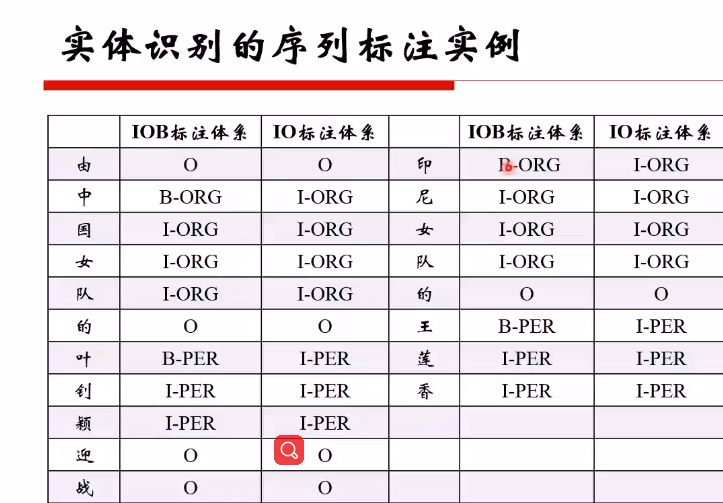 实体识别的序列标注实例
IOB标注体系 IO标注体系 IOB标注体系 IO标注体系
由 O O 印 B-ORG I-ORG
中 B-ORG I-ORG 尼 I-ORG I-ORG
国 I-ORG I-ORG 女 I-ORG I-ORG
女 I-ORG I-ORG 队 I-ORG I-ORG
队 I-ORG I-ORG 的 O O
的 O O 王 B-PER I-PER
叶 B-PER I-PER 莲 I-PER I-PER
钊 I-PER I-PER 香 I-PER I-PER
颖 I-PER I-PER
迎 O O
战 O O